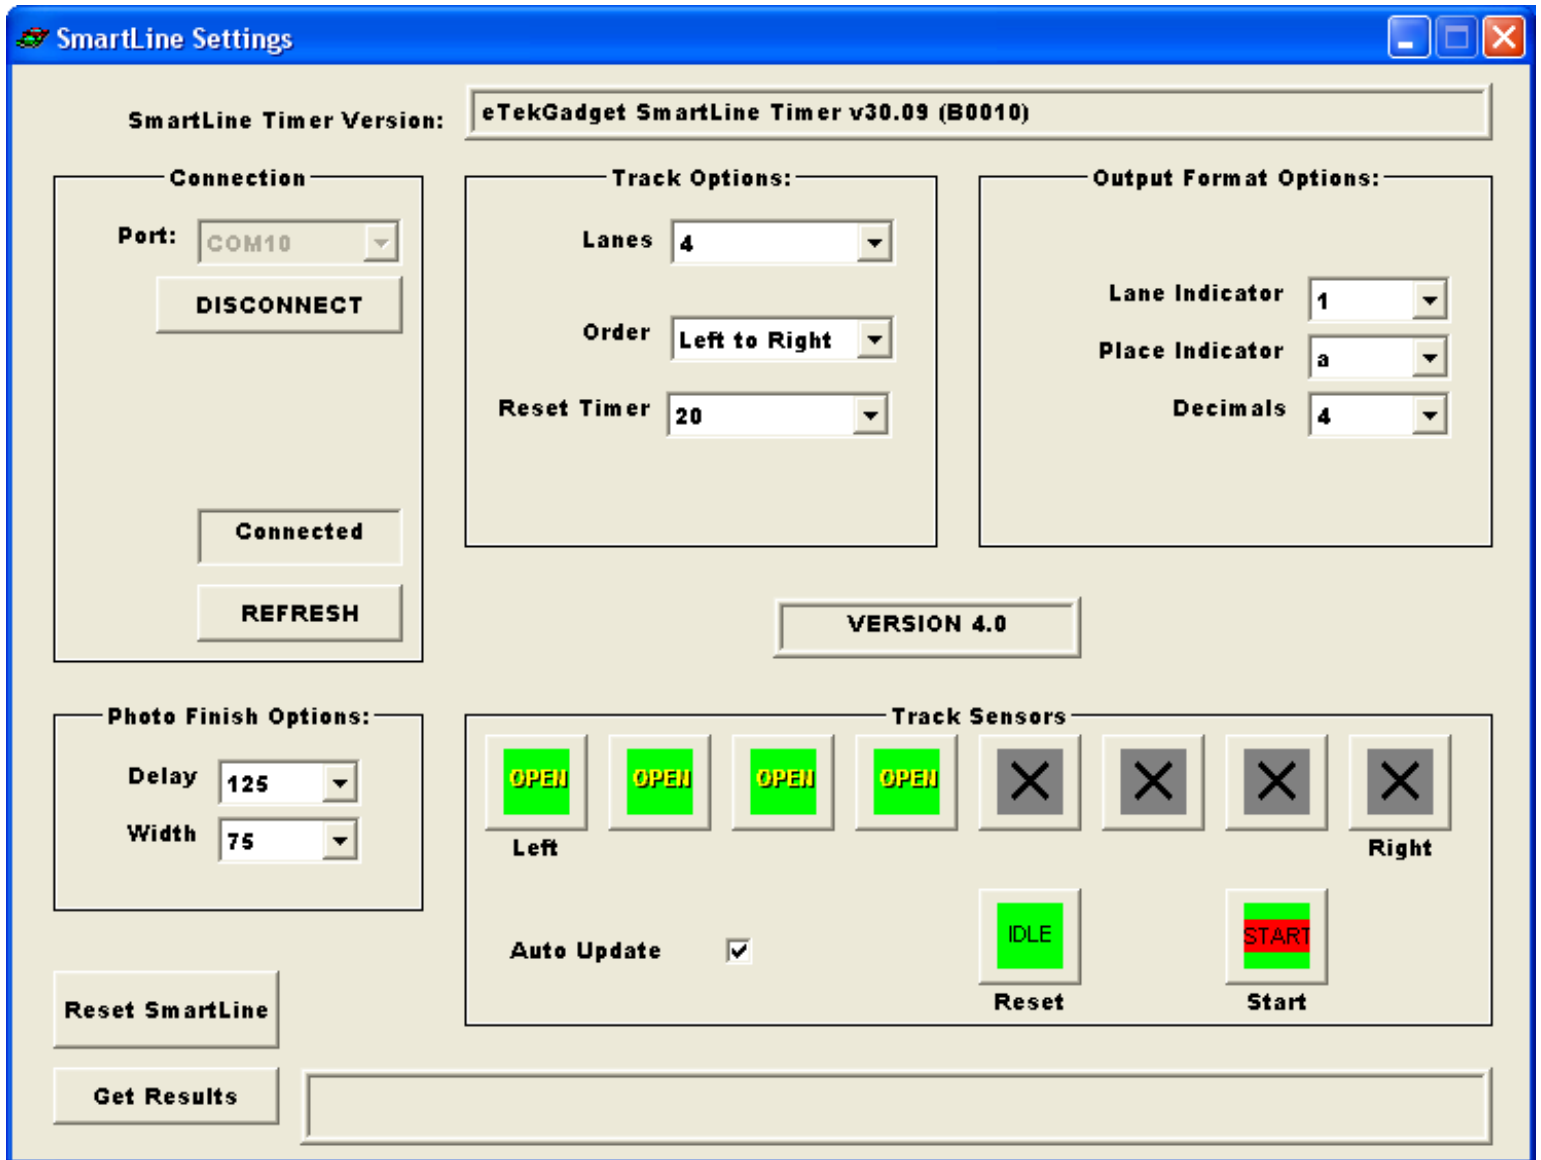 SmartLine Settings
SmartLine Timer Version:
eTekGadget SmartLine Timer v30.09 (B0010)
Connection
Port:
COM10
DISCONNECT
Connected
REFRESH
Track Options:
Lanes
4
Order
Left to Right
Reset Timer
20
Output Format Options:
Lane Indicator
1
Place Indicator
a
Decimals
4
VERSION 4.0
Photo Finish Options:
Delay
125
Width
75
Track Sensors
OPEN
OPEN
OPEN
OPEN
Left
Right
Auto Update
IDLE
Reset
START
Start
Reset SmartLine
Get Results